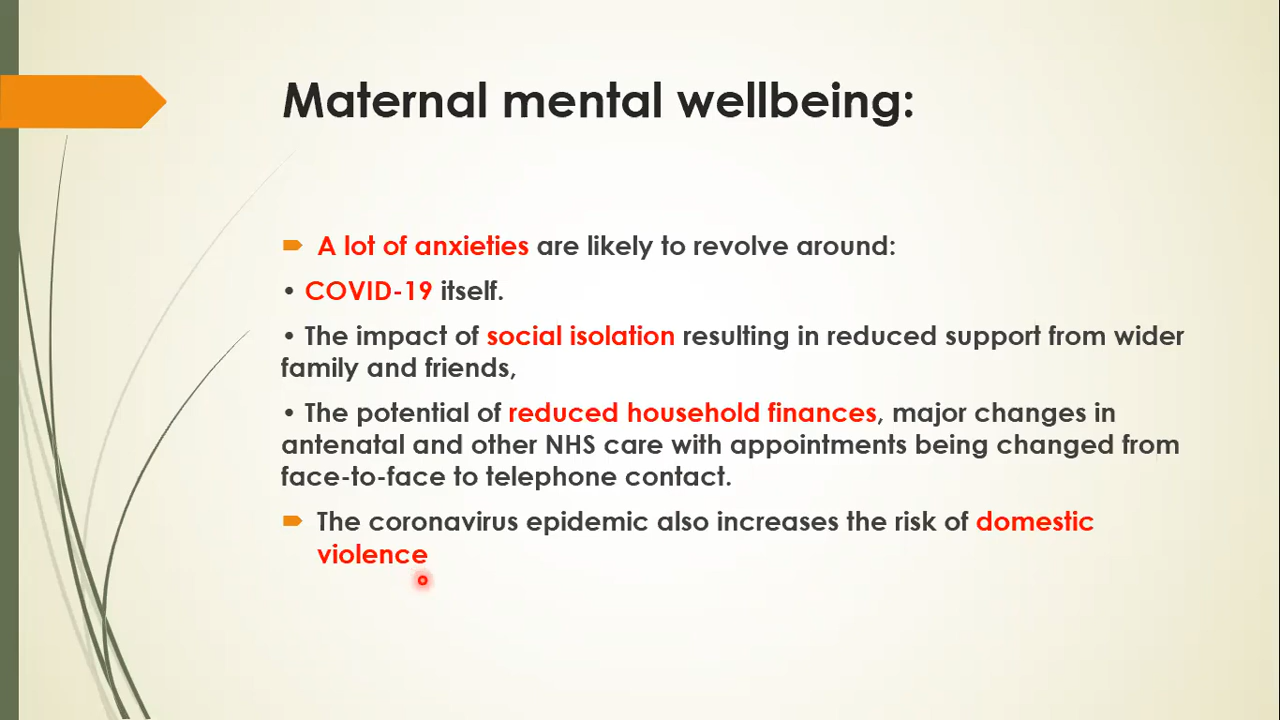 Maternal mental wellbeing:
A lot of anxieties are likely to revolve around:
• COVID-19 itself.
• The impact of social isolation resulting in reduced support from wider
family and friends,
• The potential of reduced household finances, major changes in
antenatal and other NHS care with appointments being changed from
face-to-face to telephone contact.
The coronavirus epidemic also increases the risk of domestic
violence